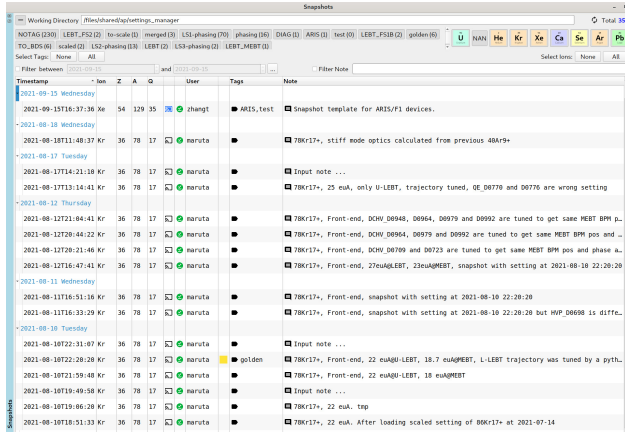 Snapshots
Working Directory /files/shared/ap/settings_manager
Total 35
NOTAG (230) LEBT_FS2 (2) to-scale (1) merged (3) LS1-phasing (70) phasing (16) DIAG (1) ARIS (1) test (0) LEBT_FS1B (2) golden (6)
TO_BDS (6) scaled (2) LS2-phasing (13) LEBT (2) LS3-phasing (2) LEBT_MEBT (1)
U NAN He Kr Xe Ca Se Ar Pb
Select Tags: None All
Select Ions: None All
Filter between 2021-09-15 and 2021-09-15 ... Filter Note
Timestamp Ion Z A Q User Tags Note
2021-09-15 Wednesday
2021-09-15T16:37:36 Xe 54 129 35 zhangt ARIS,test Snapshot template for ARIS/F1 devices.
2021-08-18 Wednesday
2021-08-18T11:48:37 Kr 36 78 17 maruta 78Kr17+, stiff mode optics calculated from previous 40Ar9+
2021-08-17 Tuesday
2021-08-17T14:21:10 Kr 36 78 17 maruta Input note ...
2021-08-17T13:14:41 Kr 36 78 17 maruta 78Kr17+, 25 euA, only U-LEBT, trajectory tuned, QE_D0770 and D0776 are wrong setting
2021-08-12 Thursday
2021-08-12T21:04:41 Kr 36 78 17 maruta 78Kr17+, Front-end, DCHV_D0948, D0964, D0979 and D0992 are tuned to get same MEBT BPM p…
2021-08-12T20:44:22 Kr 36 78 17 maruta 78Kr17+, Front-end, DCHV_D0964, D0979 and D0992 are tuned to get same MEBT BPM pos and …
2021-08-12T20:21:46 Kr 36 78 17 maruta 78Kr17+, Front-end, DCHV_D0709 and D0723 are tuned to get same MEBT BPM pos and phase a…
2021-08-12T16:47:41 Kr 36 78 17 maruta 78Kr17+, Front-end, 27euA@LEBT, 23euA@MEBT, snapshot with setting at 2021-08-10 22:20:20
2021-08-11 Wednesday
2021-08-11T16:51:16 Kr 36 78 17 maruta 78Kr17+, Front-end, snapshot with setting at 2021-08-10 22:20:20
2021-08-11T16:33:29 Kr 36 78 17 maruta 78Kr17+, Front-end, snapshot with setting at 2021-08-10 22:20:20 but HVP_D0698 is diffe…
2021-08-10 Tuesday
2021-08-10T22:31:07 Kr 36 78 17 maruta Input note ...
2021-08-10T22:20:20 Kr 36 78 17 maruta golden 78Kr17+, Front-end, 22 euA@U-LEBT, 18.7 euA@MEBT, L-LEBT trajectory was tuned by a pyth…
2021-08-10T21:59:48 Kr 36 78 17 maruta 78Kr17+, Front-end, 22 euA@U-LEBT, 18 euA@MEBT
2021-08-10T19:49:58 Kr 36 78 17 maruta Input note ...
2021-08-10T19:06:20 Kr 36 78 17 maruta 78Kr17+, 22 euA. tmp
2021-08-10T18:51:33 Kr 36 78 17 maruta 78Kr17+, 22 euA. After loading scaled setting of 86Kr17+ at 2021-07-14
Snapshots